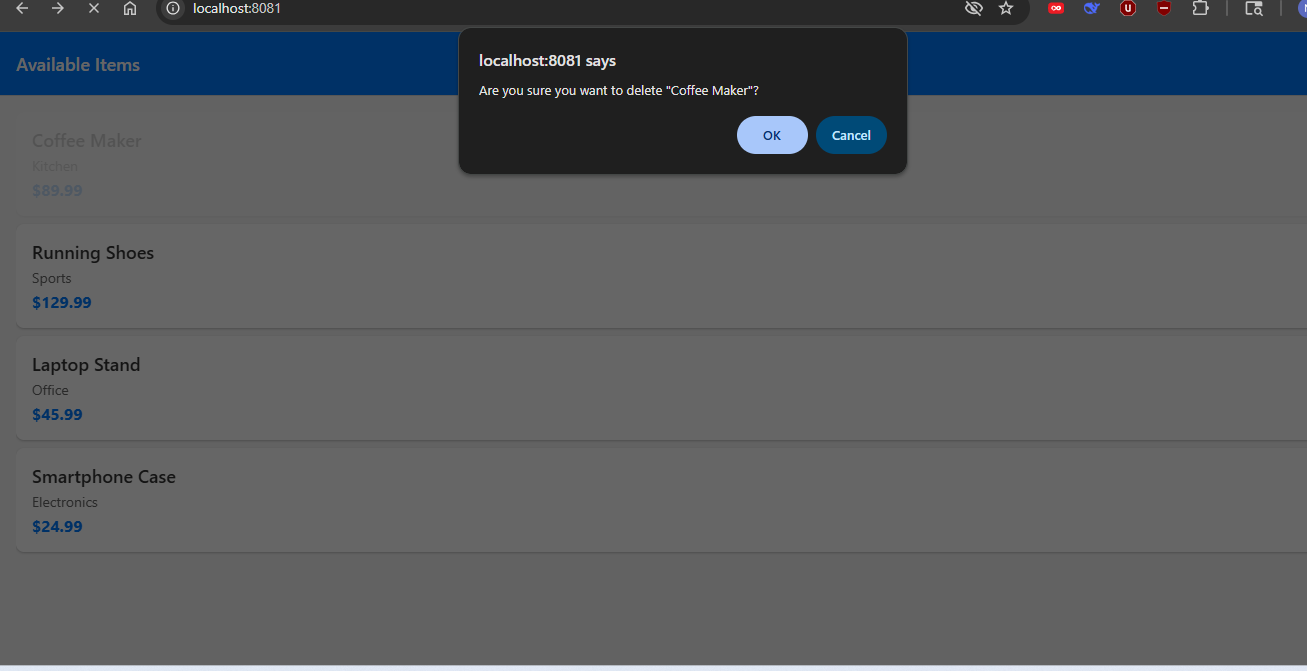 localhost:8081
localhost:8081 says
Are you sure you want to delete "Coffee Maker"?
OK
Cancel
Available Items
Coffee Maker
Kitchen
$89.99
Running Shoes
Sports
$129.99
Laptop Stand
Office
$45.99
Smartphone Case
Electronics
$24.99